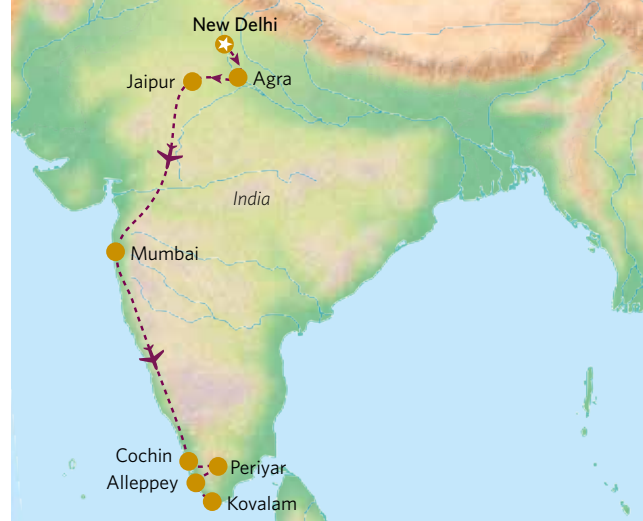 New Delhi
Jaipur
Agra
India
Mumbai
Cochin
Periyar
Alleppey
Kovalam